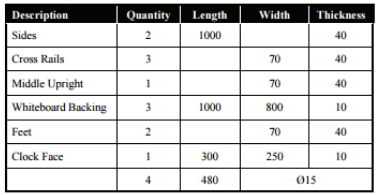 Description Quantity Length Width Thickness
Sides 2 1000 40
Cross Rails 3 70 40
Middle Upright 1 70 40
Whiteboard Backing 3 1000 800 10
Feet 2 70 40
Clock Face 1 300 250 10
4 480 Ø15